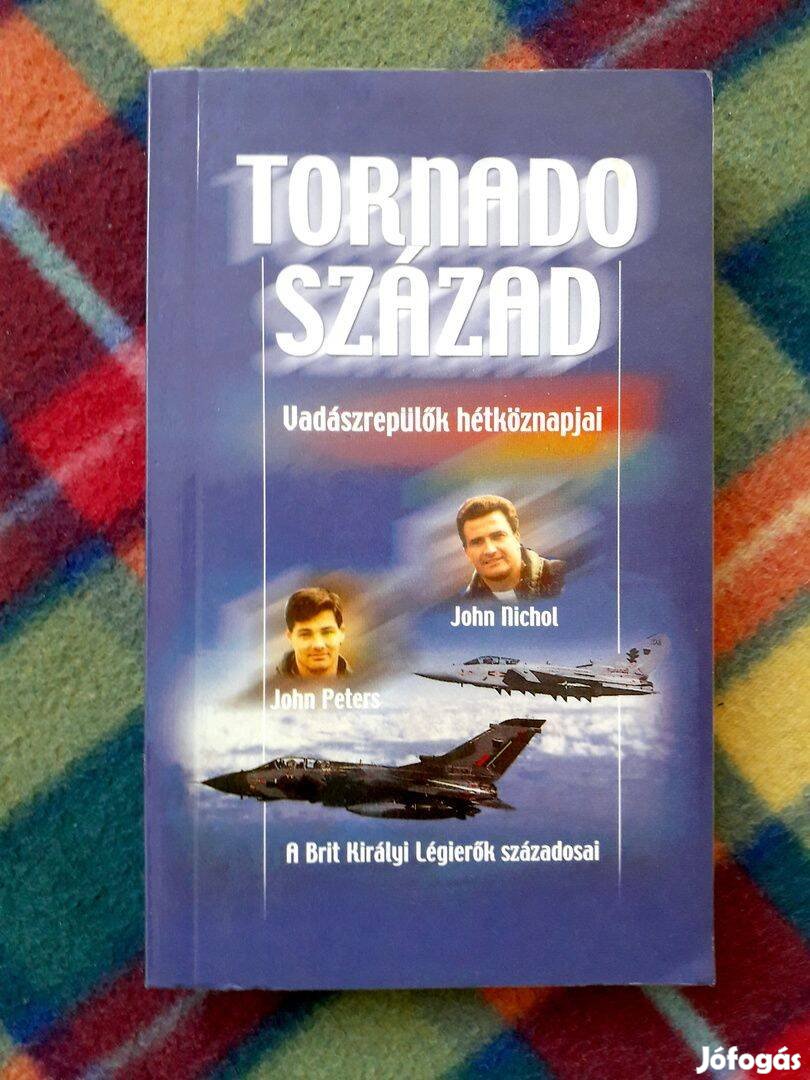 TORNADO
SZÁZAD
Vadászrepülők hétköznapjai
John Nichol
John Peters
A Brit Királyi Légierők századosai
Jófogás